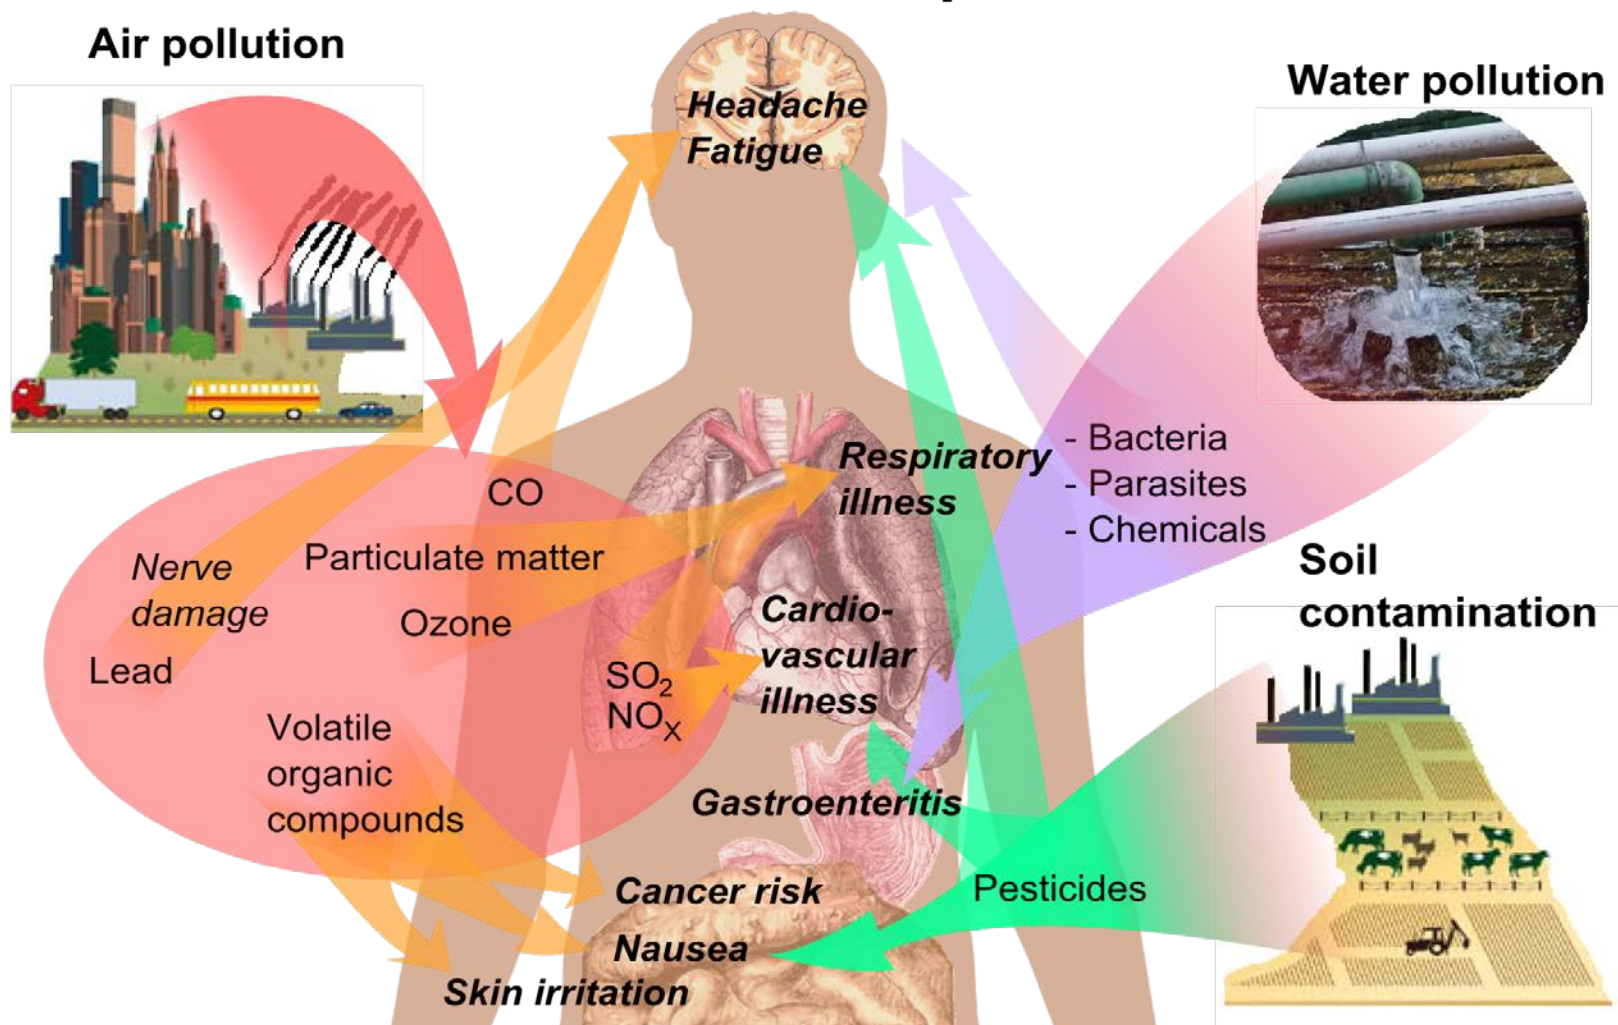 Air pollution
Water pollution
Headache
Fatigue
Respiratory
illness
- Bacteria
- Parasites
- Chemicals
CO
Particulate matter
Nerve
damage
Ozone
Lead
SO₂
NOX
Cardio-
vascular
illness
Soil
contamination
Volatile
organic
compounds
Gastroenteritis
Cancer risk
Pesticides
Nausea
Skin irritation